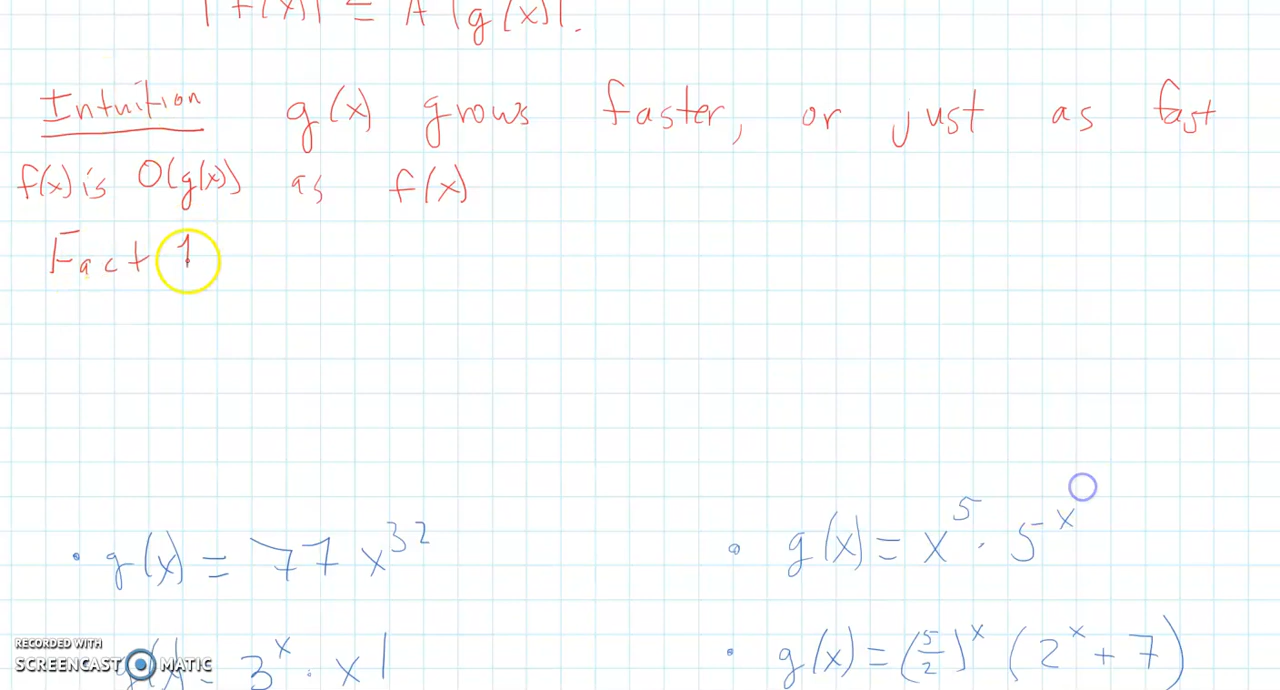 |f(x)| ≤ A |g(x)|.
Intuition g(x) grows faster, or just as fast
f(x) is O(g(x)) as f(x)
Fact 1
• g(x) = 77 x^32
• g(x) = x^5 · 5^x
g(x) = 3^x · x
• g(x) = (5/2)^x (2^x + 7)
RECORDED WITH
SCREENCAST MATIC